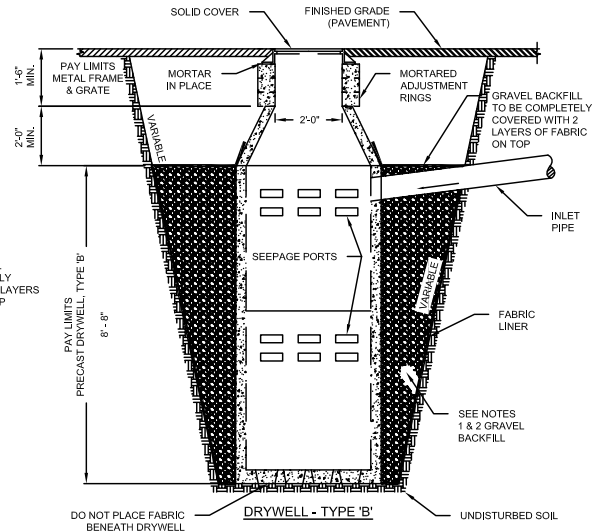 SOLID COVER
FINISHED GRADE
(PAVEMENT)
1'-6"
MIN.
PAY LIMITS
METAL FRAME
& GRATE
MORTAR
IN PLACE
MORTARED
ADJUSTMENT
RINGS
GRAVEL BACKFILL
TO BE COMPLETELY
COVERED WITH 2
LAYERS OF FABRIC
ON TOP
2'-0"
MIN.
VARIABLE
2'-0"
INLET
PIPE
SEEPAGE PORTS
LY
LAYERS
P
PAY LIMITS
PRECAST DRYWELL, TYPE 'B'
8' - 8"
VARIABLE
FABRIC
LINER
SEE NOTES
1 & 2 GRAVEL
BACKFILL
DO NOT PLACE FABRIC
BENEATH DRYWELL
DRYWELL - TYPE 'B'
UNDISTURBED SOIL